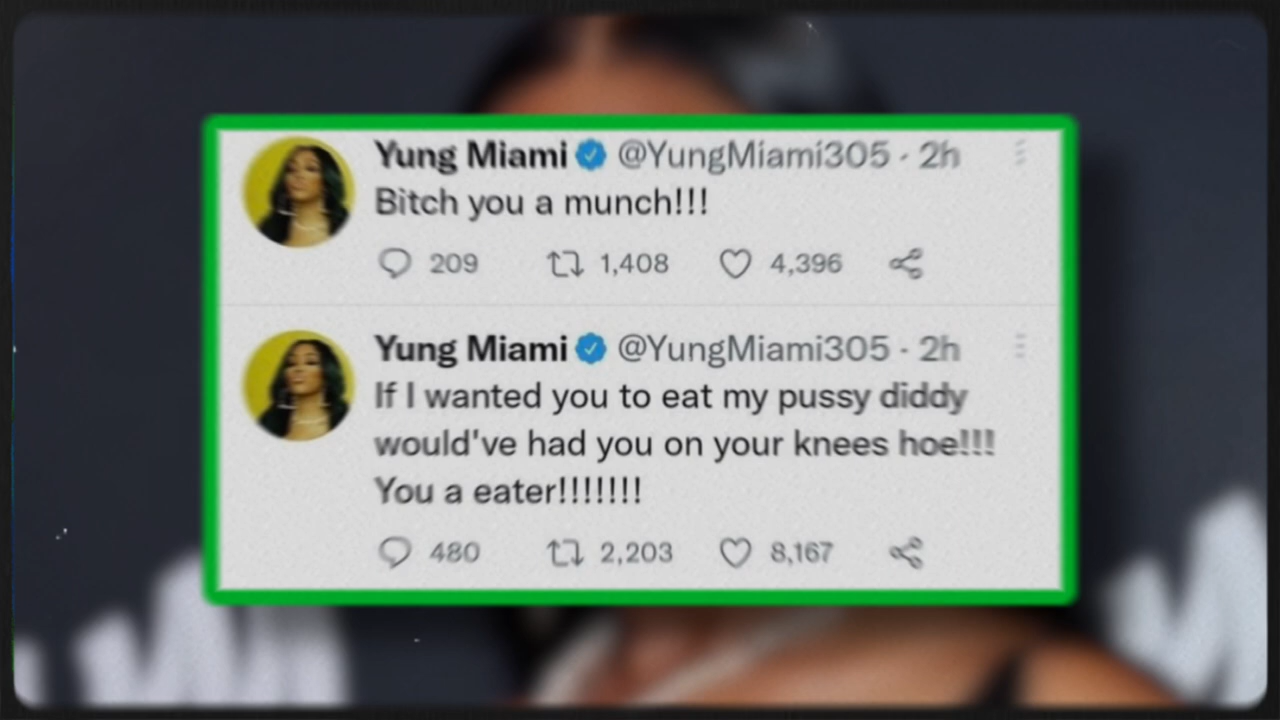 Yung Miami @YungMiami305 · 2h
Bitch you a munch!!!
209 1,408 4,396
Yung Miami @YungMiami305 · 2h
If I wanted you to eat my pussy diddy
would've had you on your knees hoe!!!
You a eater!!!!!!!
480 2,203 8,167